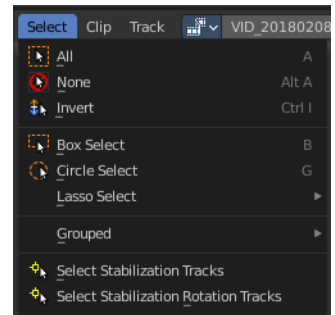 Select Clip Track VID_20180208
All A
None Alt A
Invert Ctrl I
Box Select B
Circle Select G
Lasso Select
Grouped
Select Stabilization Tracks
Select Stabilization Rotation Tracks